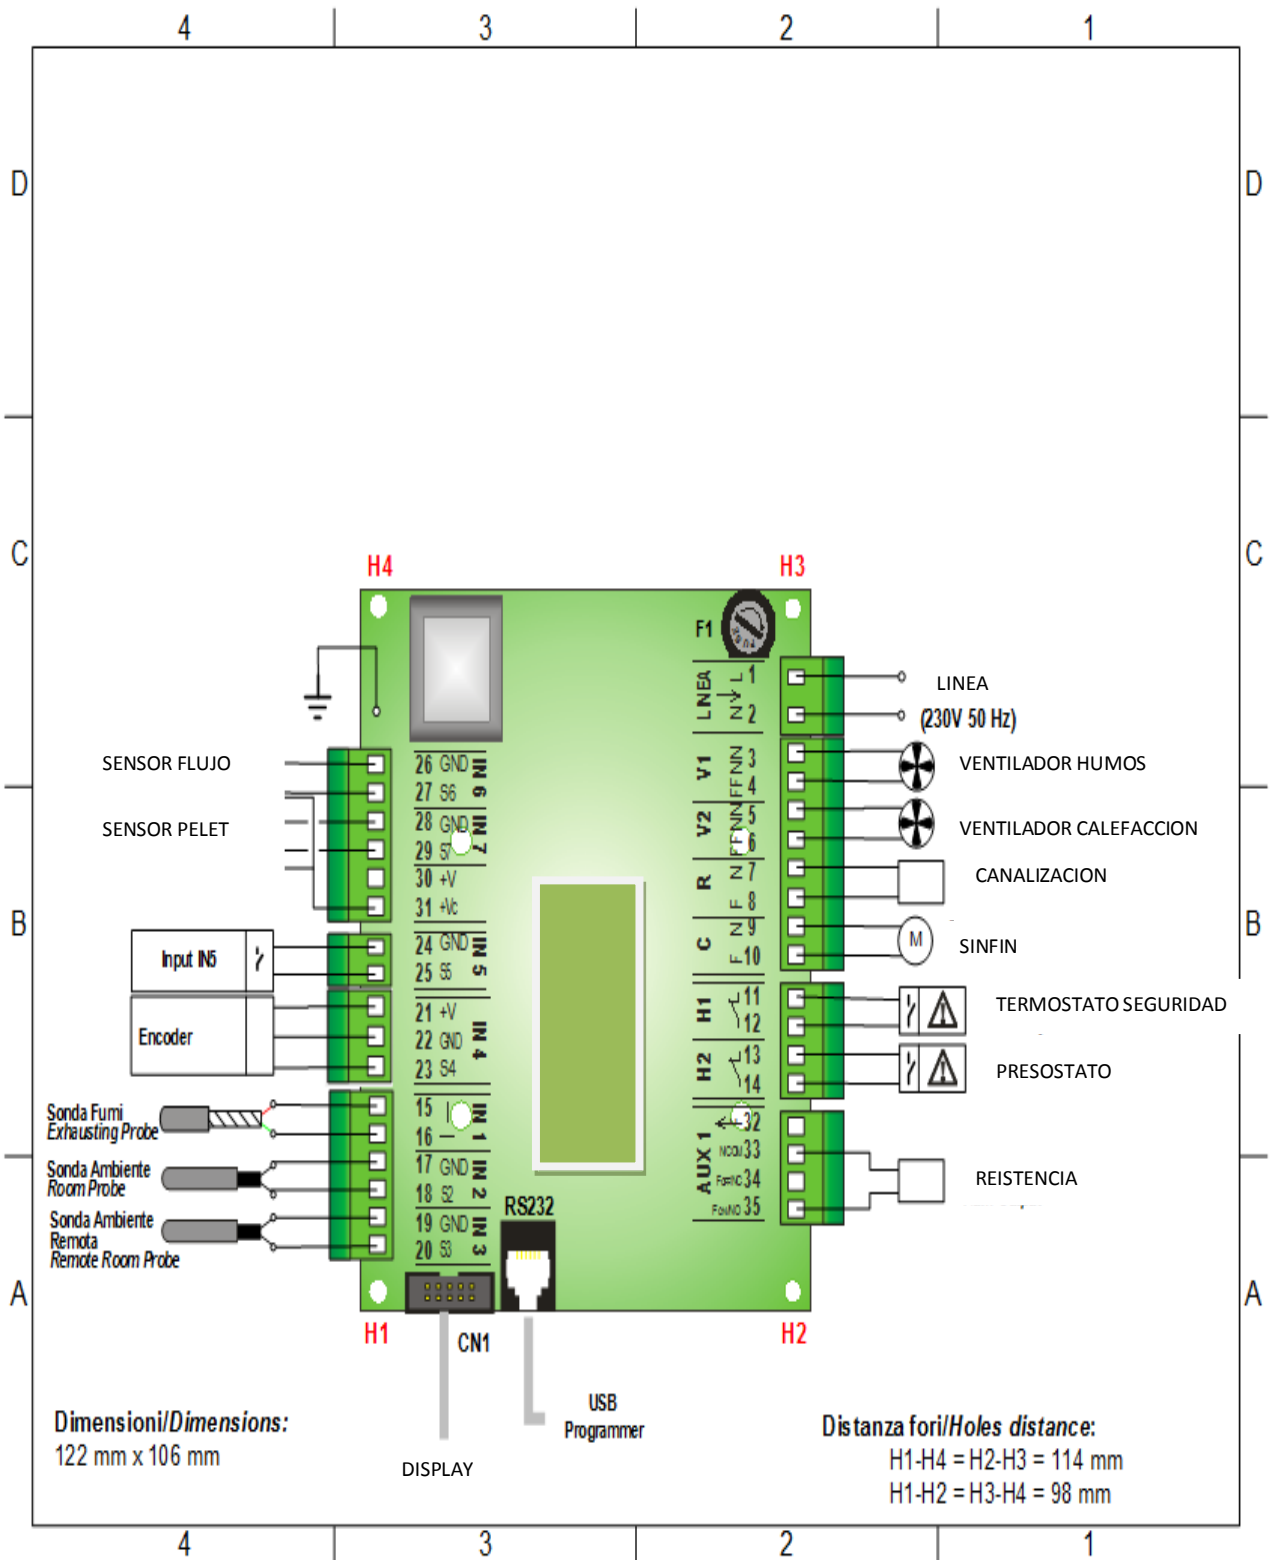 4 3 2 1
D D
C C
H4 H3
F1
LNEA
L 1
N 2
LINEA
(230V 50 Hz)
SENSOR FLUJO
26 GND
27 S6
IN 6
V1
N 3
F 4
VENTILADOR HUMOS
SENSOR PELET
28 GND
29 S7
IN 7
30 +V
31 +Vc
V2
N 5
F 6
VENTILADOR CALEFACCION
R
N 7
F 8
CANALIZACION
B B
Input IN5
24 GND
25 S5
IN 5
C
N 9
F 10
M
SINFIN
Encoder
21 +V
22 GND
23 S4
IN 4
H1
11
12
TERMOSTATO SEGURIDAD
H2
13
14
PRESOSTATO
Sonda Fumi
Exhausting Probe
15
16
IN 1
Sonda Ambiente
Room Probe
17 GND
18 S2
IN 2
Sonda Ambiente
Remota
Remote Room Probe
19 GND
20 S3
IN 3
AUX 1
32
33
34
35
REISTENCIA
RS232
A A
H1 H2
CN1
USB
Programmer
DISPLAY
Dimensioni/Dimensions:
122 mm x 106 mm
Distanza fori/Holes distance:
H1-H4 = H2-H3 = 114 mm
H1-H2 = H3-H4 = 98 mm
4 3 2 1